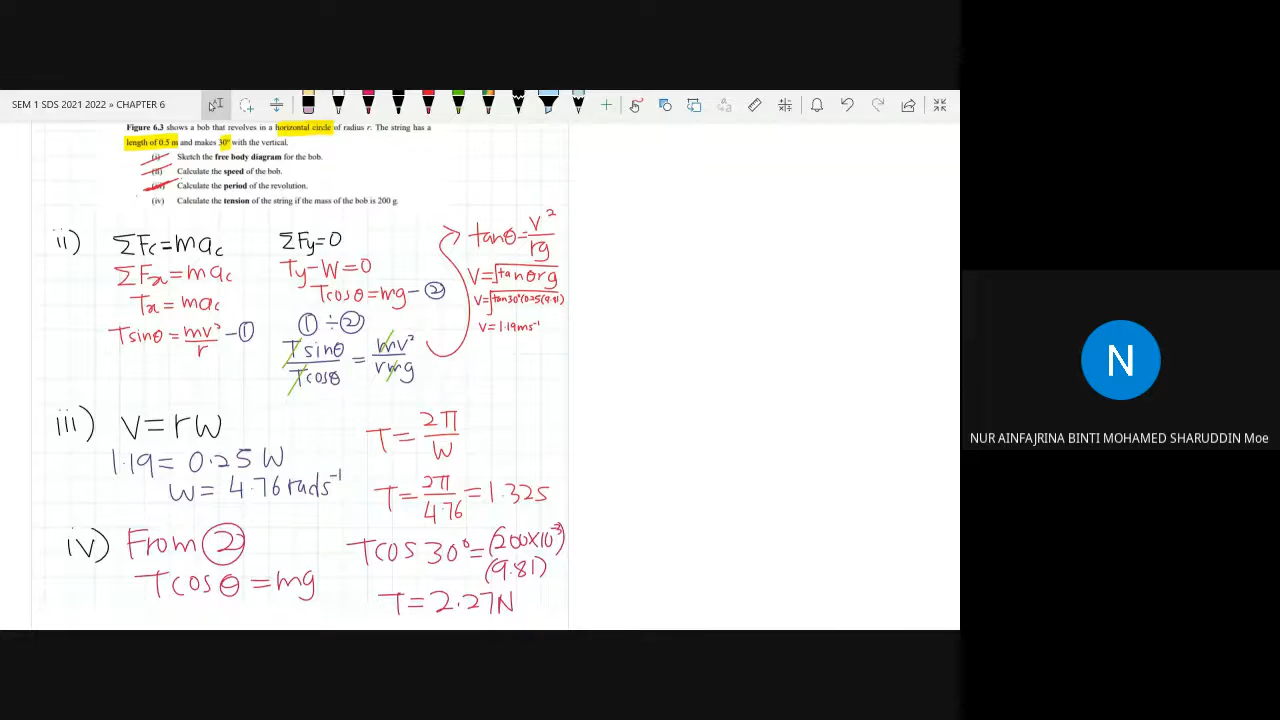 SEM 1 SDS 2021 2022 » CHAPTER 6
Figure 6.3 shows a bob that revolves in a horizontal circle of radius r. The string has a
length of 0.5 m and makes 30° with the vertical.
(i) Sketch the free body diagram for the bob.
(ii) Calculate the speed of the bob.
(iii) Calculate the period of the revolution.
(iv) Calculate the tension of the string if the mass of the bob is 200 g.
ii)
ΣFc = mac
ΣFx = mac
Tx = mac
Tsinθ = mv²/r – ①
ΣFy = 0
Ty – W = 0
Tcosθ = mg – ②
① ÷ ②
Tsinθ/Tcosθ = mv²/rmg
tanθ = v²/rg
V = √tanθrg
V = √tan30°(0.25)(9.81)
V = 1.19ms⁻¹
iii) V = rW
1.19 = 0.25 W
W = 4.76 rads⁻¹
T = 2π/W
T = 2π/4.76 = 1.32s
iv) From ②
Tcosθ = mg
Tcos 30° = (200×10⁻³)
(9.81)
T = 2.27N
N
NUR AINFAJRINA BINTI MOHAMED SHARUDDIN Moe